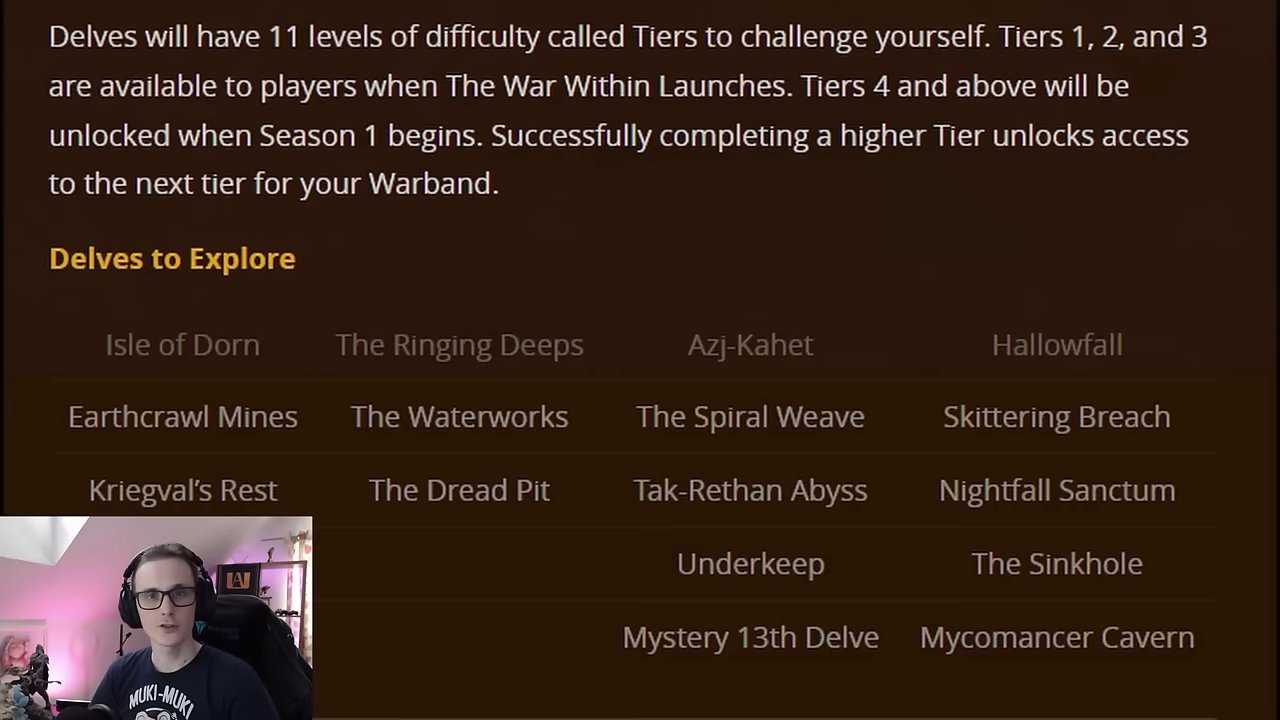 Delves will have 11 levels of difficulty called Tiers to challenge yourself. Tiers 1, 2, and 3
are available to players when The War Within Launches. Tiers 4 and above will be
unlocked when Season 1 begins. Successfully completing a higher Tier unlocks access
to the next tier for your Warband.
Delves to Explore
Isle of Dorn The Ringing Deeps Azj-Kahet Hallowfall
Earthcrawl Mines The Waterworks The Spiral Weave Skittering Breach
Kriegval’s Rest The Dread Pit Tak-Rethan Abyss Nightfall Sanctum
Underkeep The Sinkhole
Mystery 13th Delve Mycomancer Cavern
MUKI-MUKI